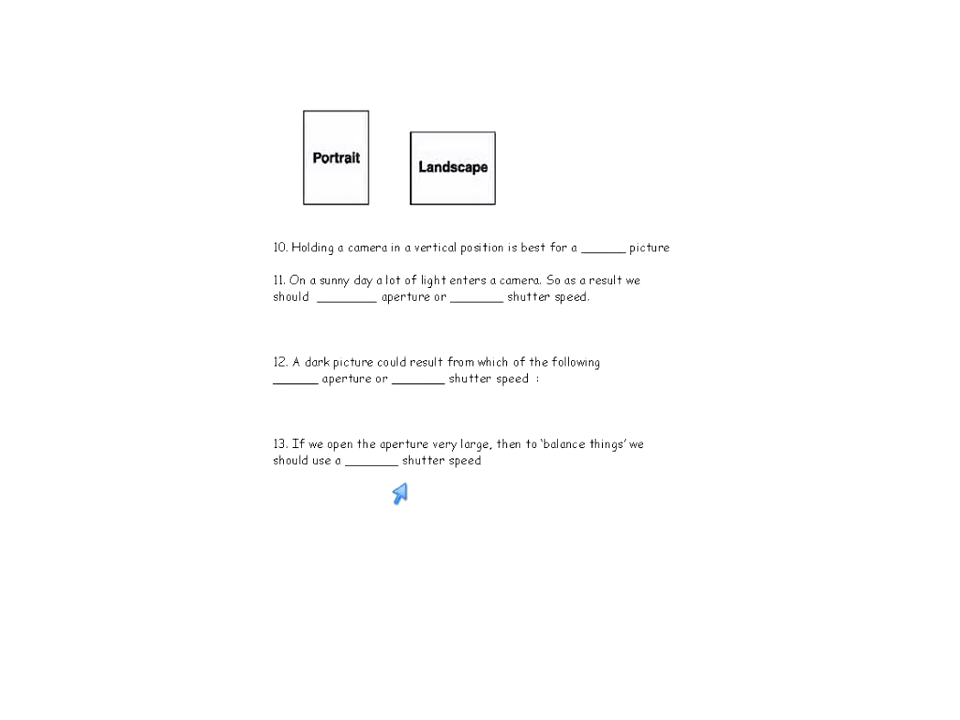 Portrait
Landscape
10. Holding a camera in a vertical position is best for a ______ picture
11. On a sunny day a lot of light enters a camera. So as a result we
should ________ aperture or _______ shutter speed.
12. A dark picture could result from which of the following
______ aperture or _______ shutter speed :
13. If we open the aperture very large, then to ‘balance things’ we
should use a _______ shutter speed